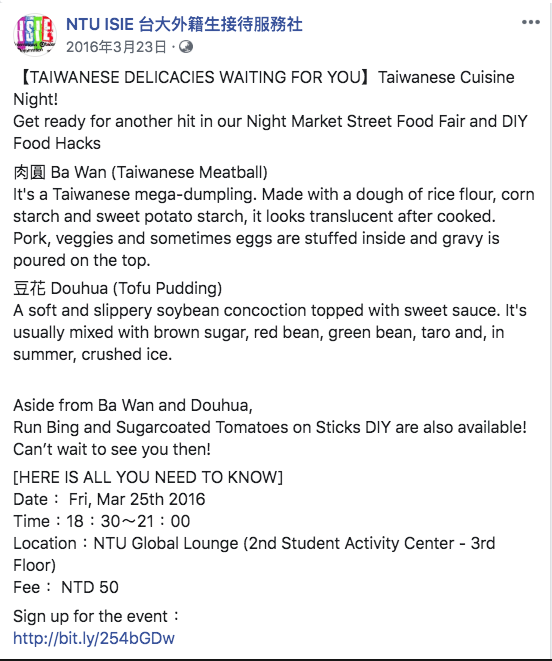 NTU ISIE 台大外籍生接待服務社
2016年3月23日 ·
【TAIWANESE DELICACIES WAITING FOR YOU】Taiwanese Cuisine
Night!
Get ready for another hit in our Night Market Street Food Fair and DIY
Food Hacks
肉圓 Ba Wan (Taiwanese Meatball)
It's a Taiwanese mega-dumpling. Made with a dough of rice flour, corn
starch and sweet potato starch, it looks translucent after cooked.
Pork, veggies and sometimes eggs are stuffed inside and gravy is
poured on the top.
豆花 Douhua (Tofu Pudding)
A soft and slippery soybean concoction topped with sweet sauce. It's
usually mixed with brown sugar, red bean, green bean, taro and, in
summer, crushed ice.
Aside from Ba Wan and Douhua,
Run Bing and Sugarcoated Tomatoes on Sticks DIY are also available!
Can't wait to see you then!
[HERE IS ALL YOU NEED TO KNOW]
Date： Fri, Mar 25th 2016
Time：18：30～21：00
Location：NTU Global Lounge (2nd Student Activity Center - 3rd
Floor)
Fee： NTD 50
Sign up for the event：
http://bit.ly/254bGDw